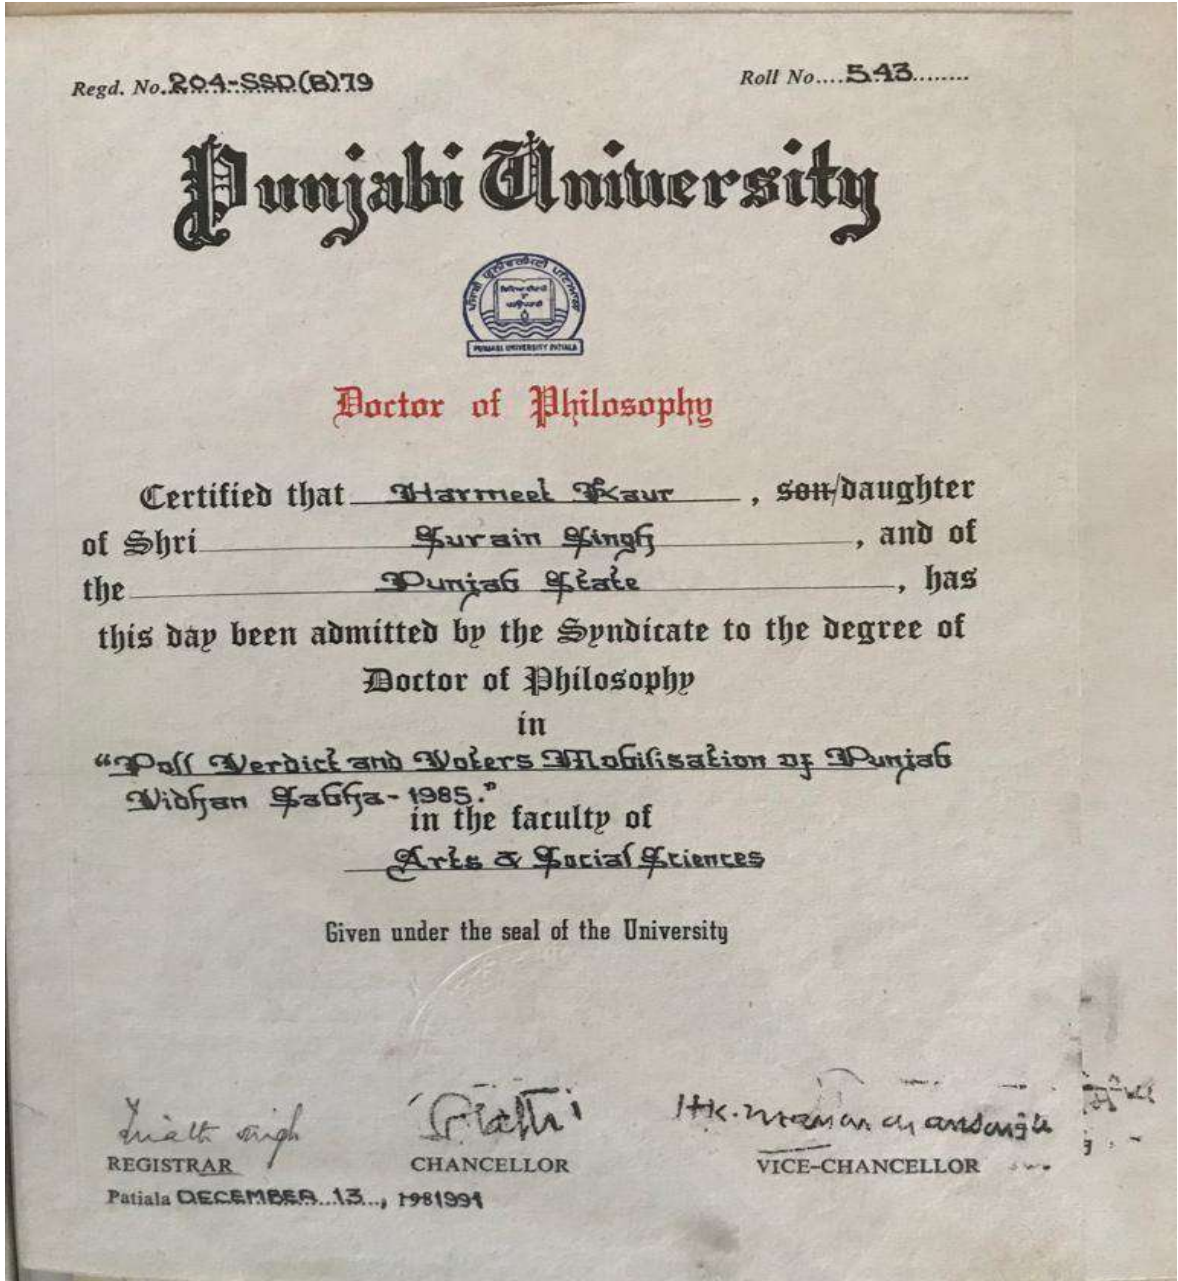 Regd. No. 204-SSD(B)79
Roll No....543........
Punjabi University
ਪੰਜਾਬੀ ਯੂਨੀਵਰਸਿਟੀ ਪਟਿਆਲਾ
PUNJABI UNIVERSITY PATIALA
Doctor of Philosophy
Certified that Harmeet Kaur, son/daughter
of Shri Surain Singh, and of
the Punjab State, has
this day been admitted by the Syndicate to the degree of
Doctor of Philosophy
in
"Poll Verdict and Voters Mobilisation of Punjab
Vidhan Sabha-1985."
in the faculty of
Arts & Social Sciences
Given under the seal of the University
REGISTRAR
CHANCELLOR
VICE-CHANCELLOR
Patiala DECEMBER 13, 1981991